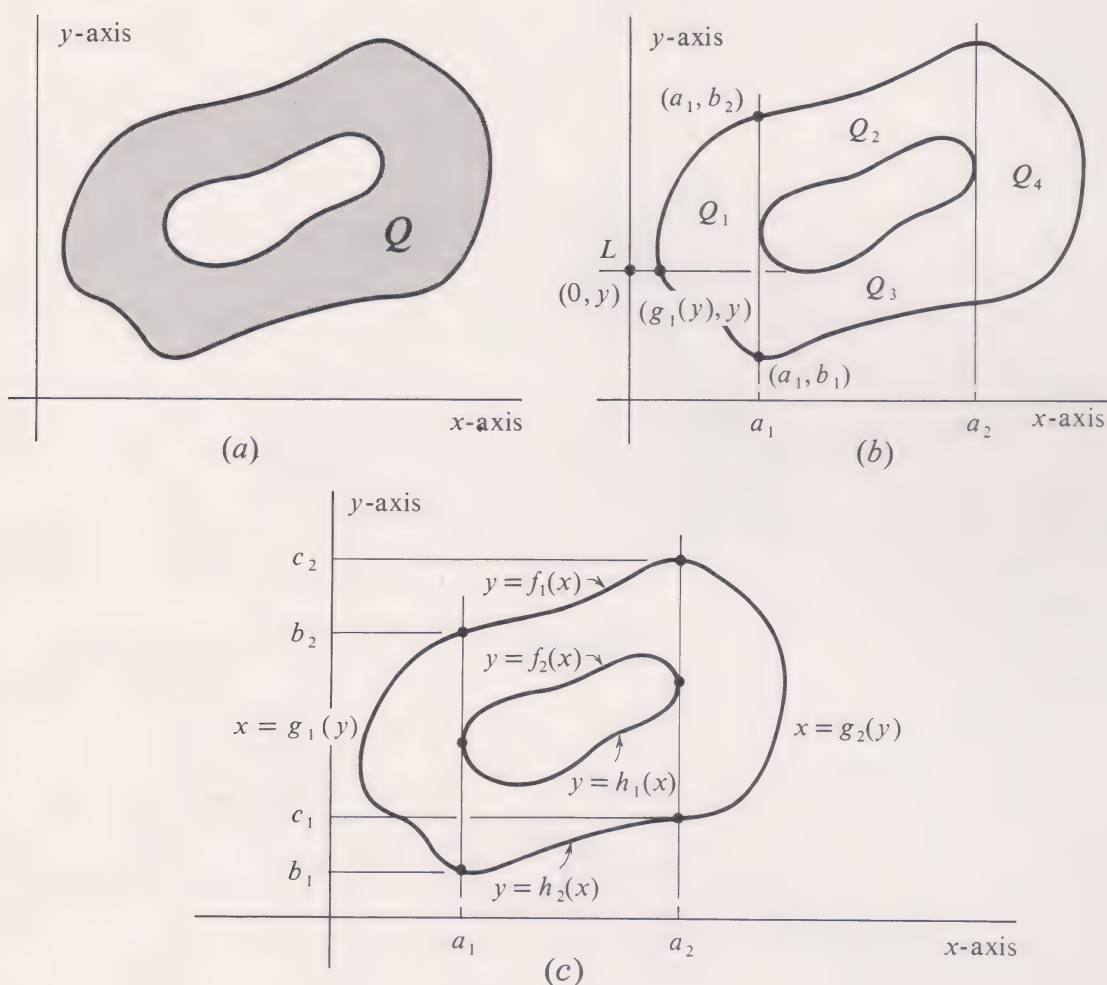 y-axis
Q
x-axis
(a)
y-axis
(a₁, b₂)
Q₂
Q₄
Q₁
L
(0, y)
(g₁(y), y)
Q₃
(a₁, b₁)
a₁
a₂
x-axis
(b)
y-axis
c₂
y = f₁(x)
b₂
y = f₂(x)
x = g₁(y)
x = g₂(y)
y = h₁(x)
c₁
b₁
y = h₂(x)
a₁
a₂
x-axis
(c)